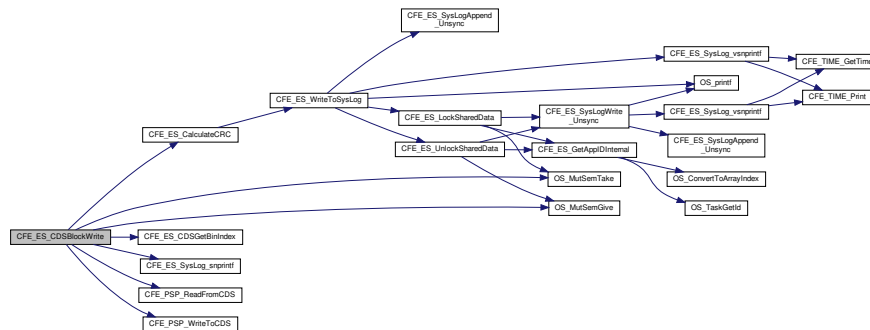 CFE_ES_SysLogAppend
_Unsync
CFE_ES_SysLog_vsnprintf
CFE_TIME_GetTime
OS_printf
CFE_ES_WriteToSysLog
CFE_TIME_Print
CFE_ES_LockSharedData
CFE_ES_SysLogWrite
_Unsync
CFE_ES_SysLog_vsnprintf
CFE_ES_CalculateCRC
CFE_ES_UnlockSharedData
CFE_ES_GetAppIDInternal
CFE_ES_SysLogAppend
_Unsync
OS_MutSemTake
OS_ConvertToArrayIndex
OS_MutSemGive
OS_TaskGetId
CFE_ES_CDSBlockWrite
CFE_ES_CDSGetBinIndex
CFE_ES_SysLog_snprintf
CFE_PSP_ReadFromCDS
CFE_PSP_WriteToCDS